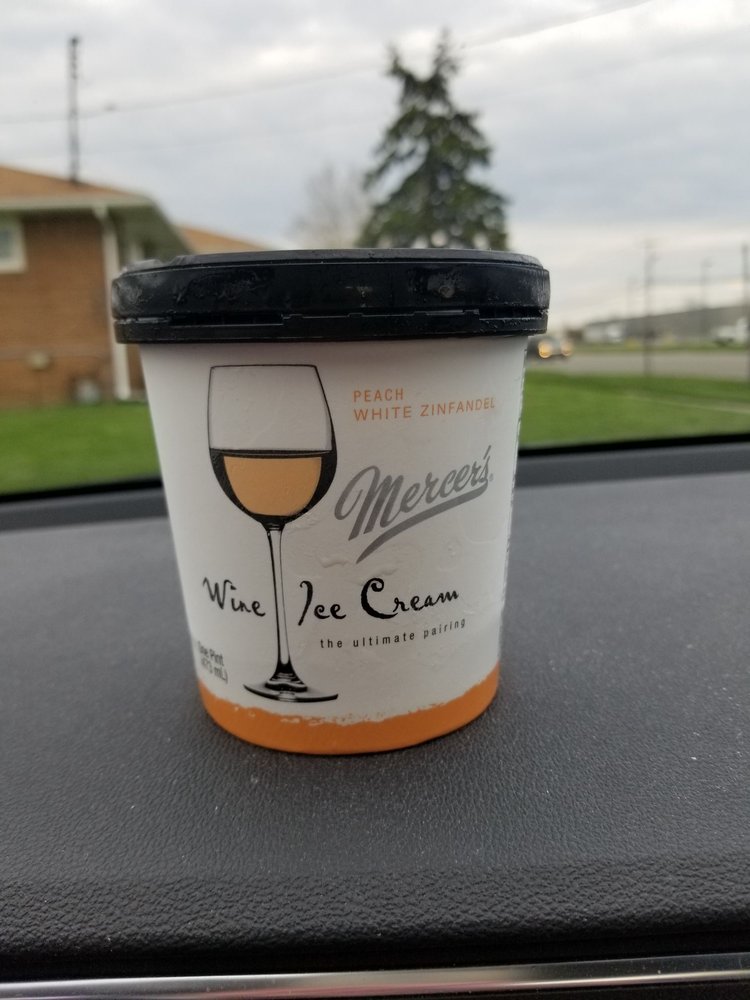 PEACH
WHITE ZINFANDEL
Mercer's®
Wine Ice Cream
the ultimate pairing
One Pint
(473 mL)